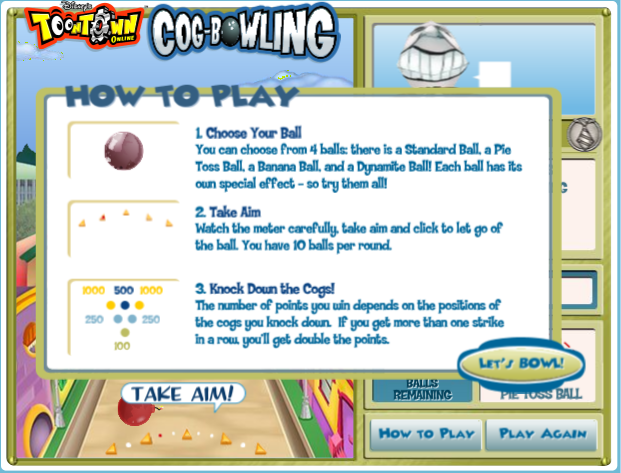 Disney's
TOONTOWN
ONLINE
COG-BOWLING
HOW TO PLAY
1. Choose Your Ball
You can choose from 4 balls: there is a Standard Ball, a Pie
Toss Ball, a Banana Ball, and a Dynamite Ball! Each ball has its
own special effect - so try them all!
2. Take Aim
Watch the meter carefully, take aim and click to let go of
the ball. You have 10 balls per round.
1000 500 1000
250 250
100
3. Knock Down the Cogs!
The number of points you win depends on the positions of
the cogs you knock down. If you get more than one strike
in a row, you'll get double the points.
LET'S BOWL!
TAKE AIM!
BALLS
REMAINING
PIE TOSS BALL
HOW TO PLAY
PLAY AGAIN